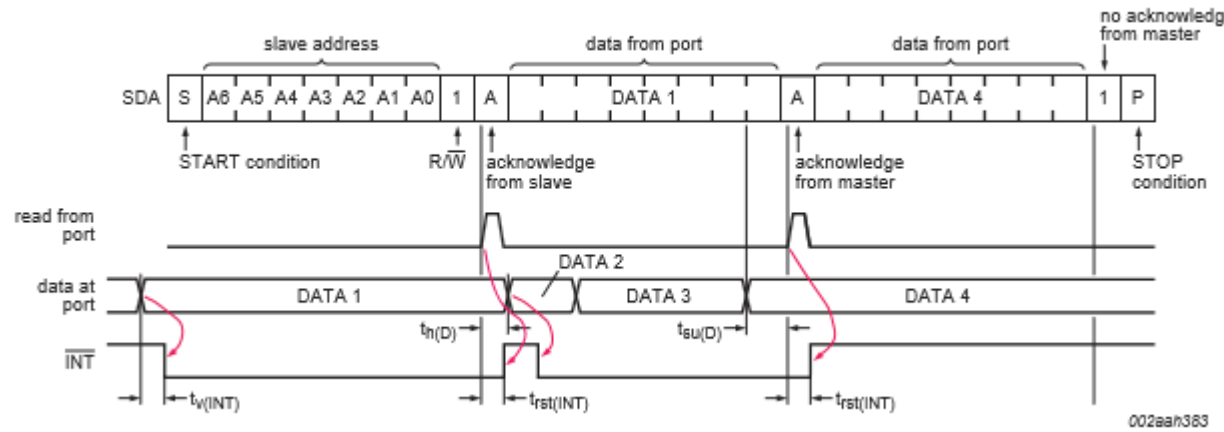 no acknowledg
from master
slave address
data from port
data from port
SDA
S
A6
A5
A4
A3
A2
A1
A0
1
A
DATA 1
A
DATA 4
1
P
START condition
R/W̅
acknowledge
from slave
acknowledge
from master
STOP
condition
read from
port
DATA 2
data at
port
DATA 1
DATA 3
DATA 4
th(D)
tsu(D)
I̅N̅T̅
tv(INT)
trst(INT)
trst(INT)
002aah383